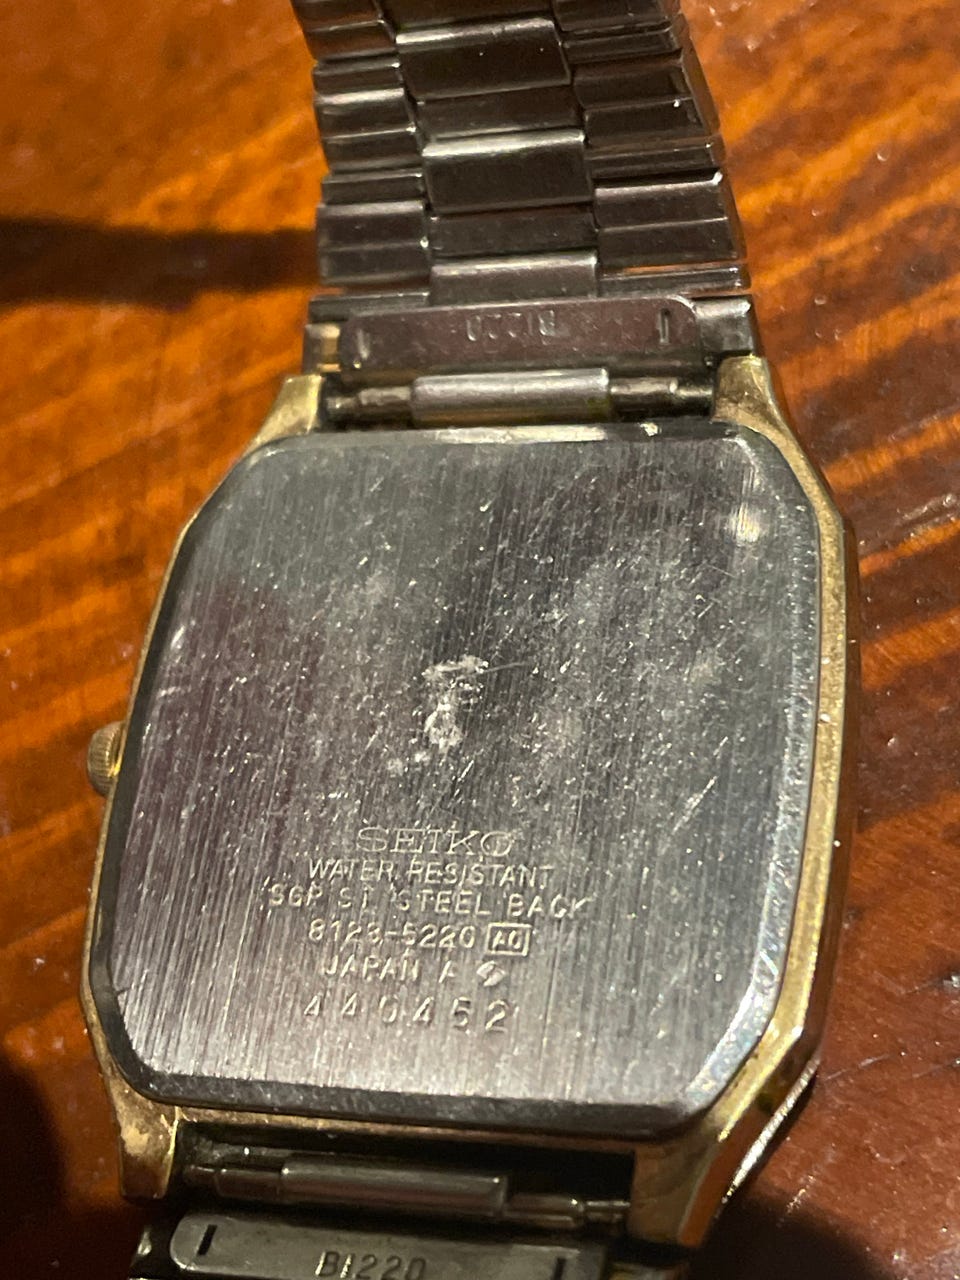 B1220
SEIKO
WATER RESISTANT
SGP ST. STEEL BACK
8123-5220 A0
JAPAN A
440452
B1220